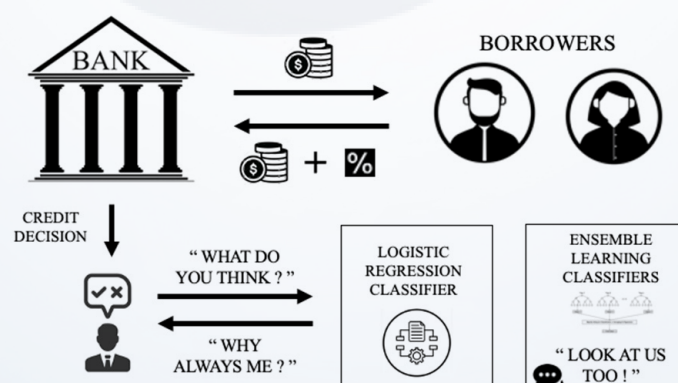 BANK
BORROWERS
$
$ + %
CREDIT
DECISION
“ WHAT DO
YOU THINK ? ”
“ WHY
ALWAYS ME ? ”
LOGISTIC
REGRESSION
CLASSIFIER
ENSEMBLE
LEARNING
CLASSIFIERS
“ LOOK AT US
TOO ! ”